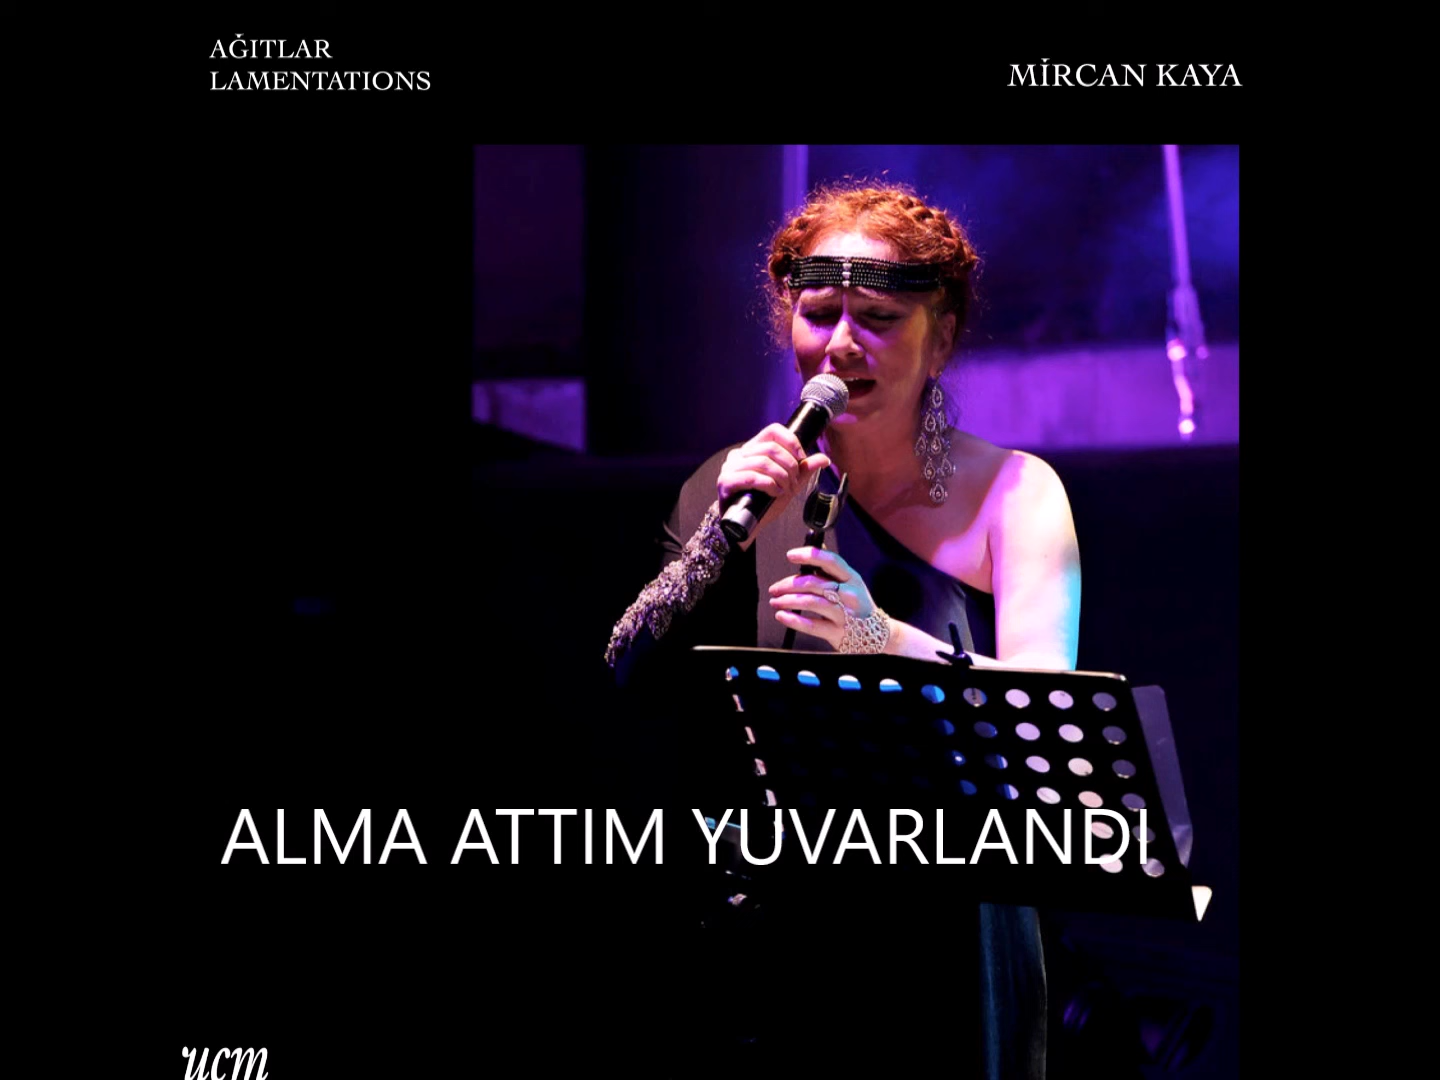 AĞITLAR
LAMENTATIONS
MİRCAN KAYA
ALMA ATTIM YUVARLANDI
ucm